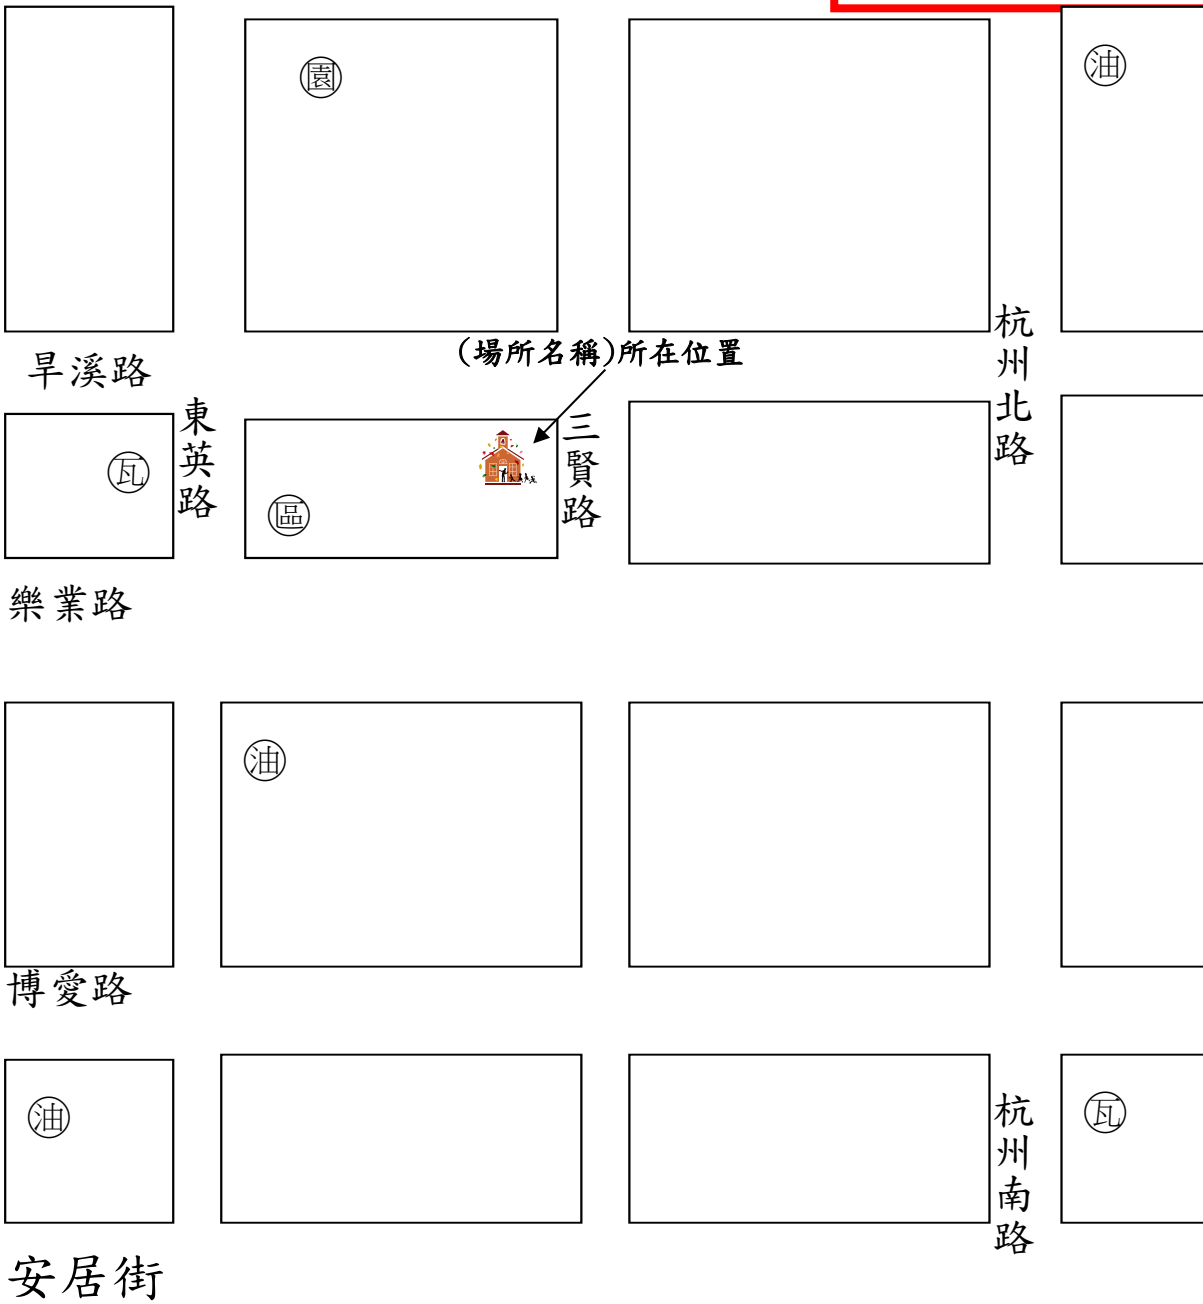 園
油
杭州北路
(場所名稱)所在位置
旱溪路
東英路
三賢路
瓦
區
樂業路
油
博愛路
油
杭州南路
瓦
安居街